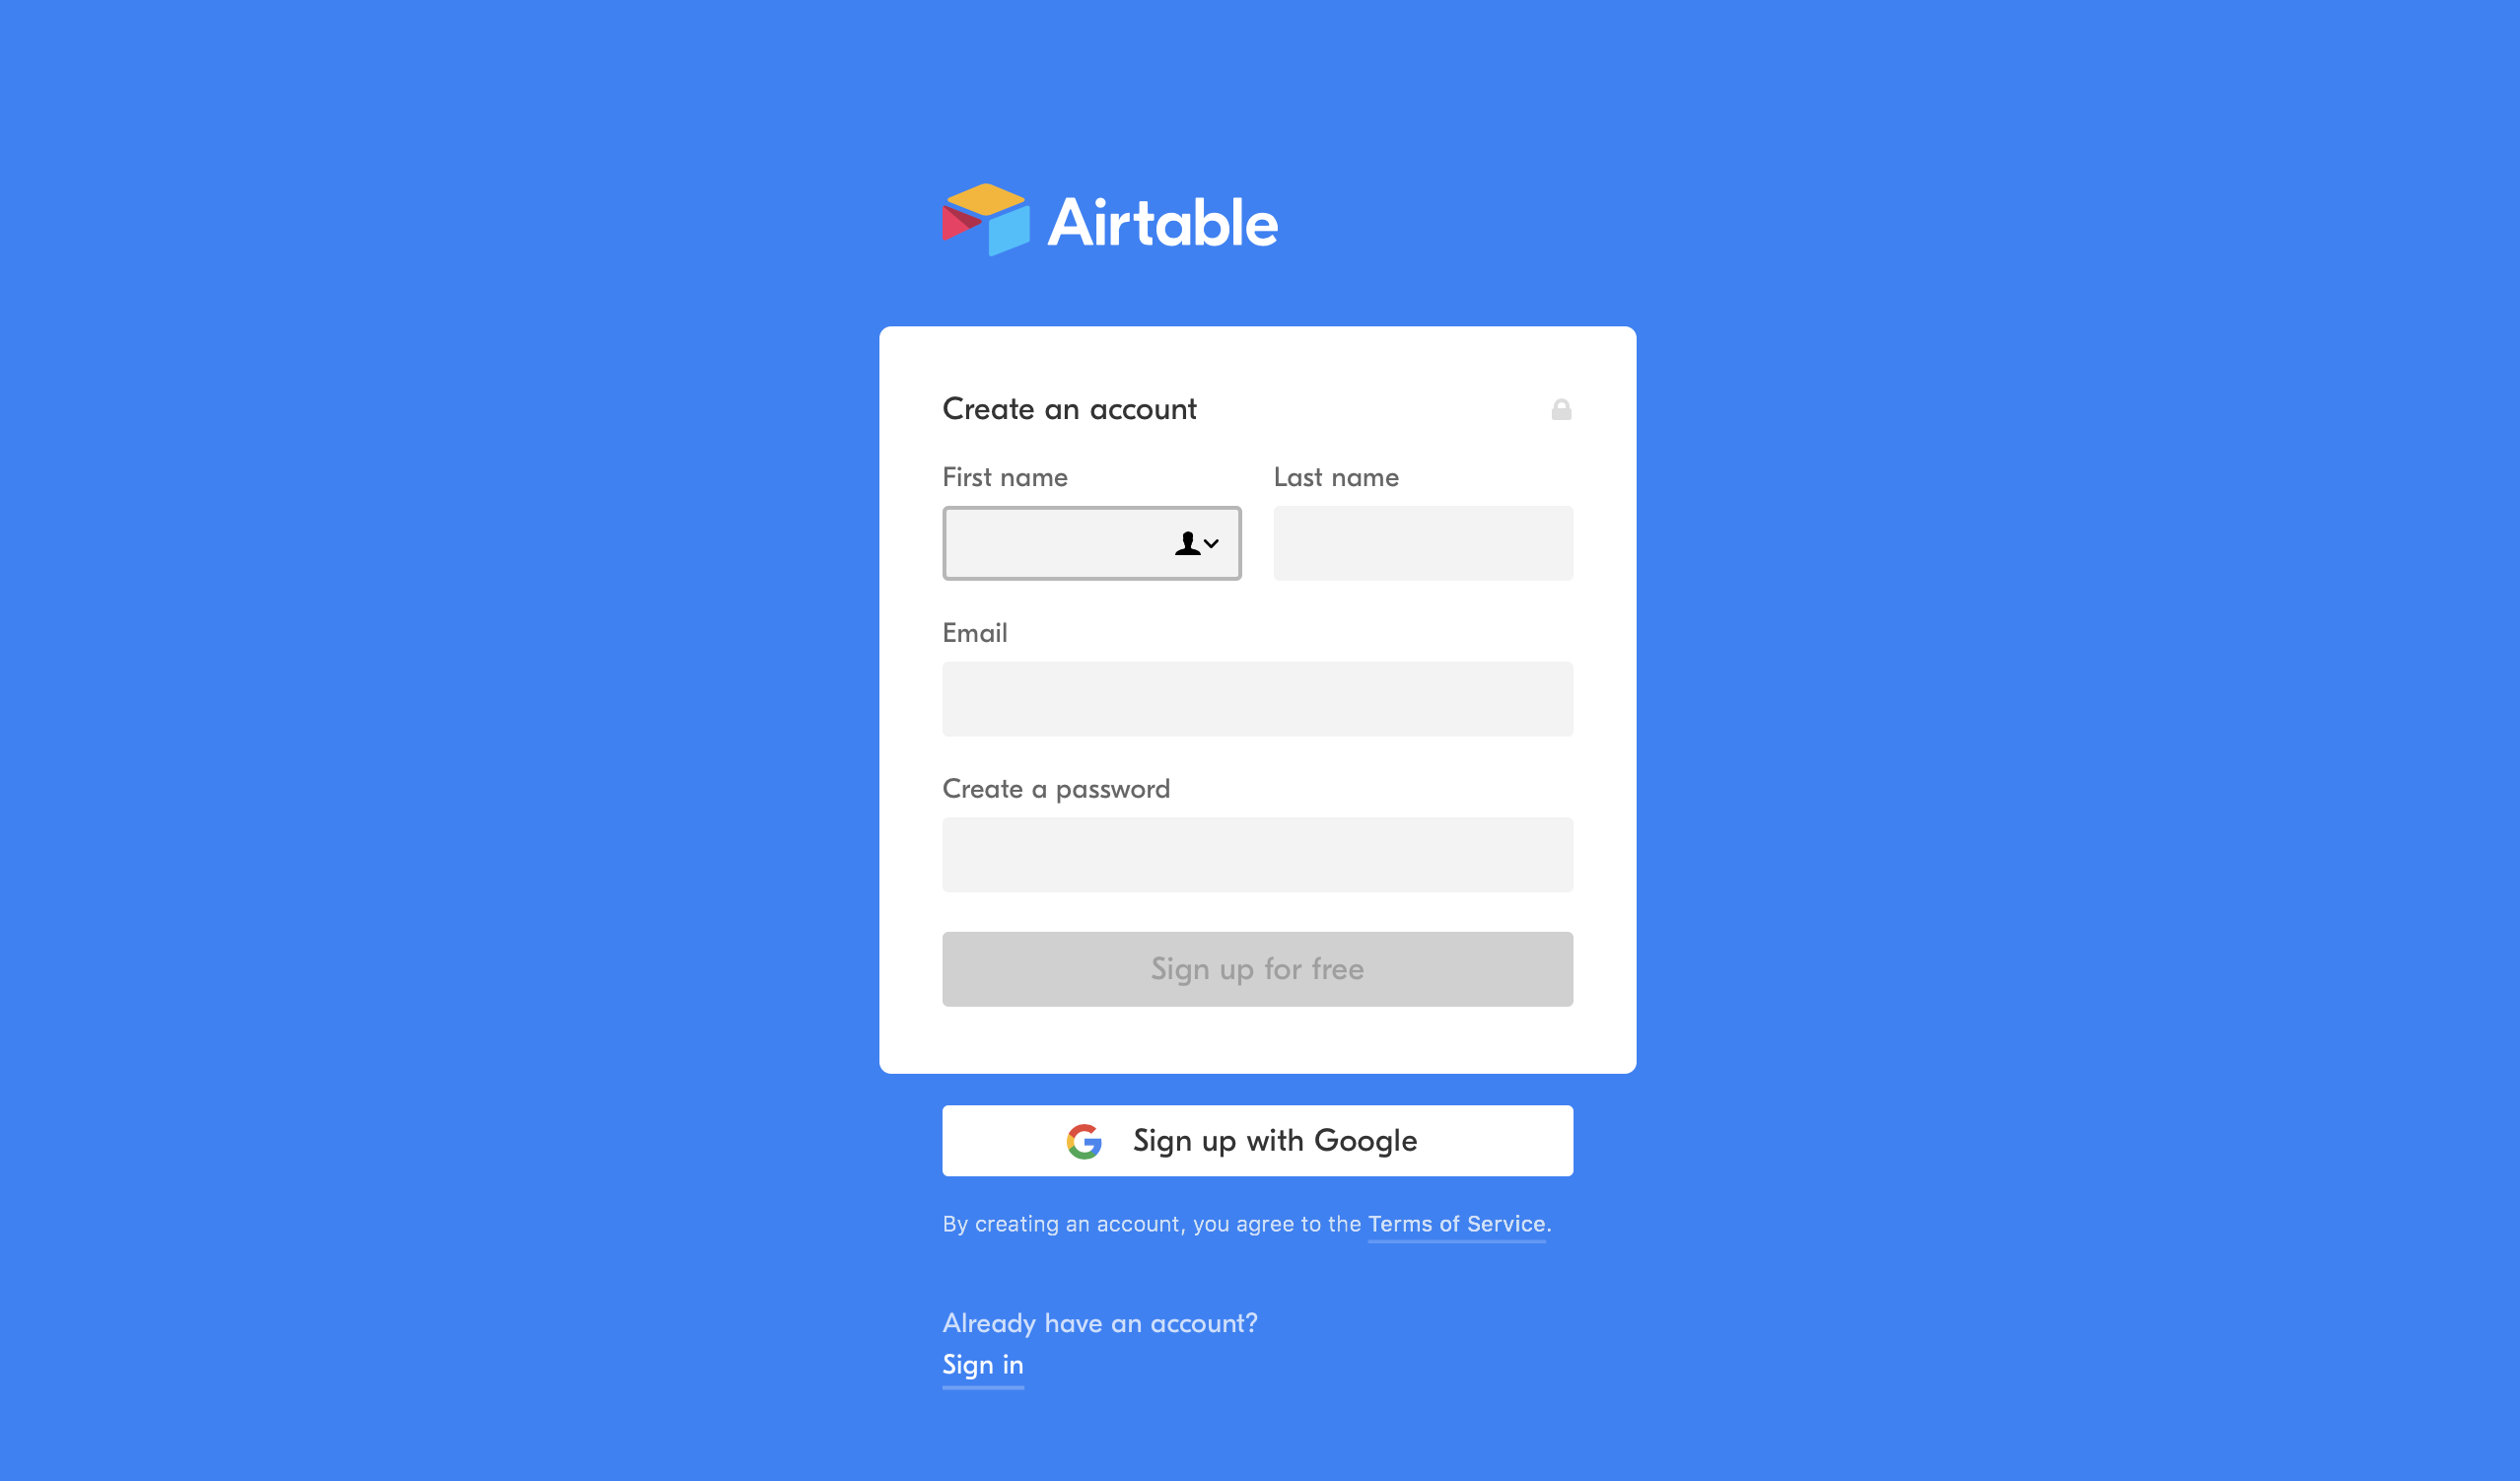 Airtable
Create an account
First name
Last name
Email
Create a password
Sign up for free
Sign up with Google
By creating an account, you agree to the Terms of Service.
Already have an account?
Sign in